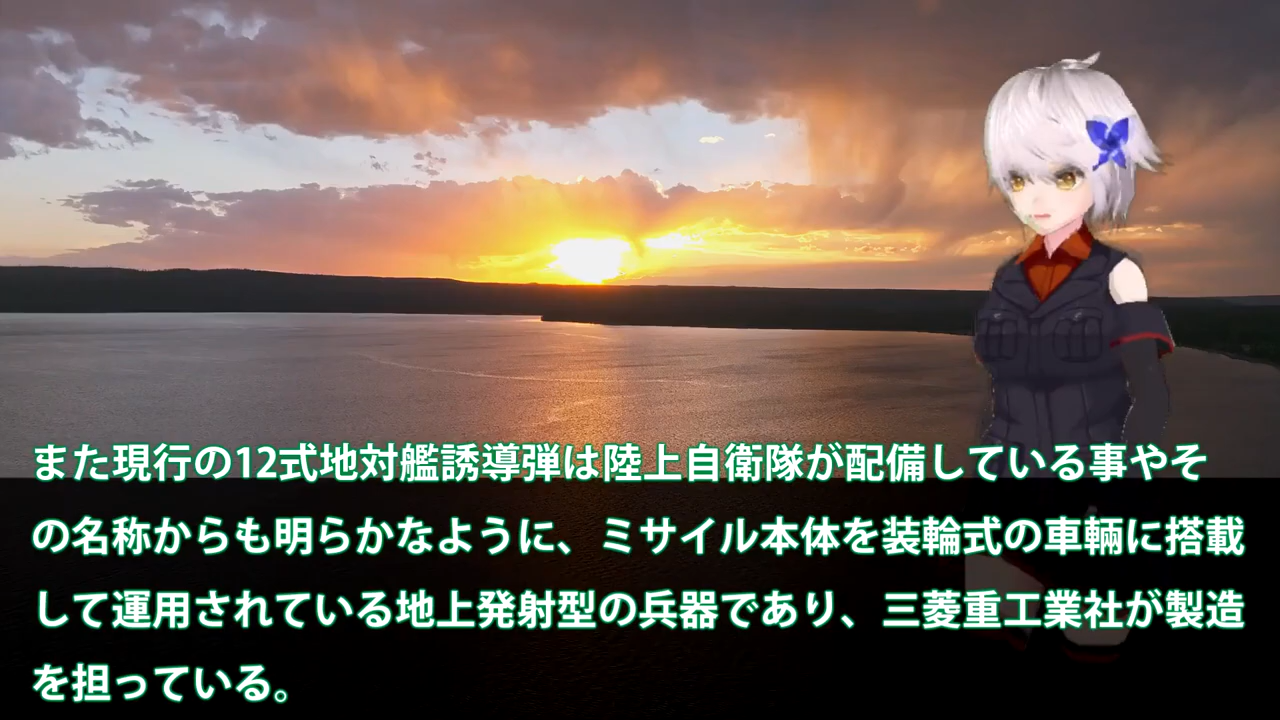 また現行の12式地対艦誘導弾は陸上自衛隊が配備している事やそ
の名称からも明らかなように、ミサイル本体を装輪式の車輌に搭載
して運用されている地上発射型の兵器であり、三菱重工業社が製造
を担っている。